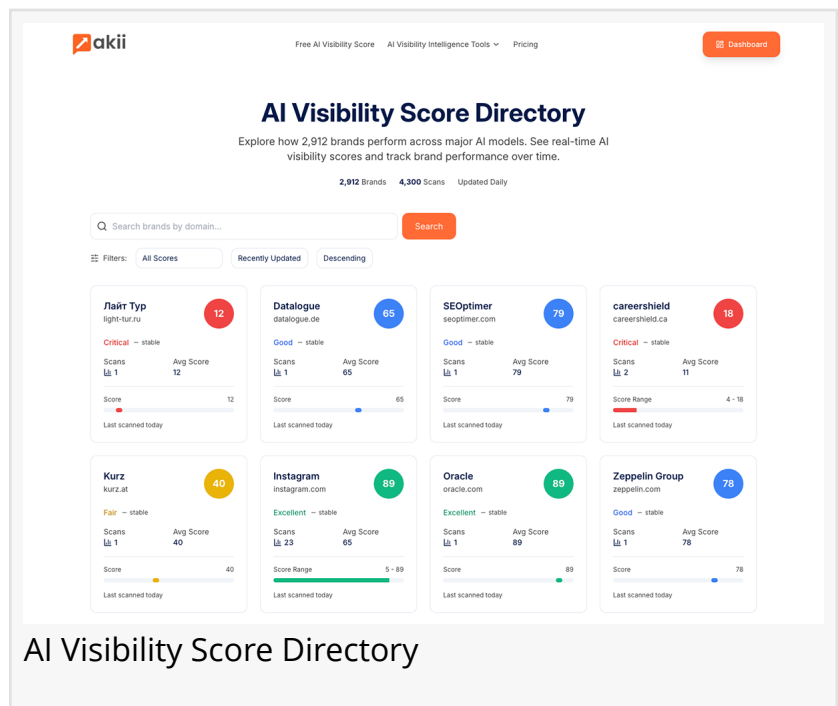 akii
Free AI Visibility Score AI Visibility Intelligence Tools Pricing
Dashboard
AI Visibility Score Directory
Explore how 2,912 brands perform across major AI models. See real-time AI
visibility scores and track brand performance over time.
2,912 Brands 4,300 Scans Updated Daily
Search brands by domain...
Search
Filters: All Scores Recently Updated Descending
Лайт Тур
light-tur.ru
12
Critical – stable
Scans Avg Score
1 12
Score 12
Last scanned today
Datalogue
datalogue.de
65
Good – stable
Scans Avg Score
1 65
Score 65
Last scanned today
SEOptimer
seoptimer.com
79
Good – stable
Scans Avg Score
1 79
Score 79
Last scanned today
careershield
careershield.ca
18
Critical – stable
Scans Avg Score
2 11
Score Range 4 - 18
Last scanned today
Kurz
kurz.at
40
Fair – stable
Scans Avg Score
1 40
Score 40
Last scanned today
Instagram
instagram.com
89
Excellent – stable
Scans Avg Score
23 65
Score Range 5 - 89
Last scanned today
Oracle
oracle.com
89
Excellent – stable
Scans Avg Score
1 89
Score 89
Last scanned today
Zeppelin Group
zeppelin.com
78
Good – stable
Scans Avg Score
1 78
Score 78
Last scanned today
AI Visibility Score Directory